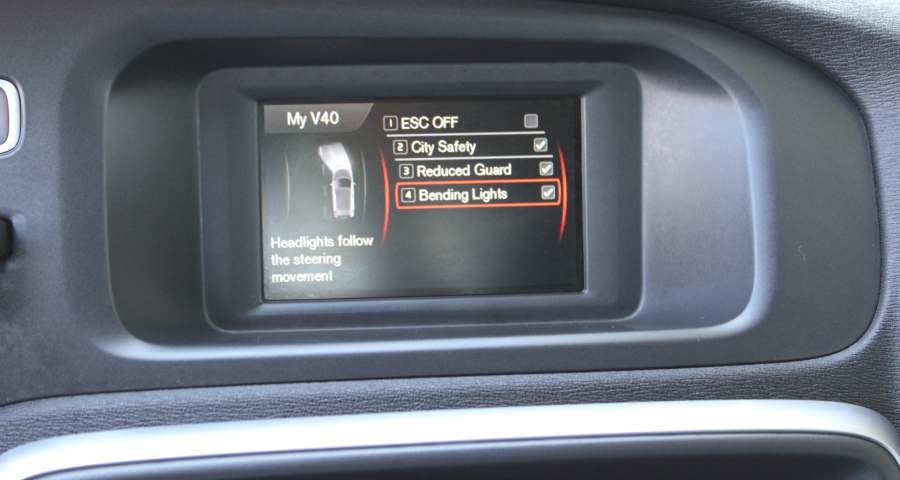 My V40
1 ESC OFF
2 City Safety
3 Reduced Guard
4 Bending Lights
Headlights follow
the steering
movement